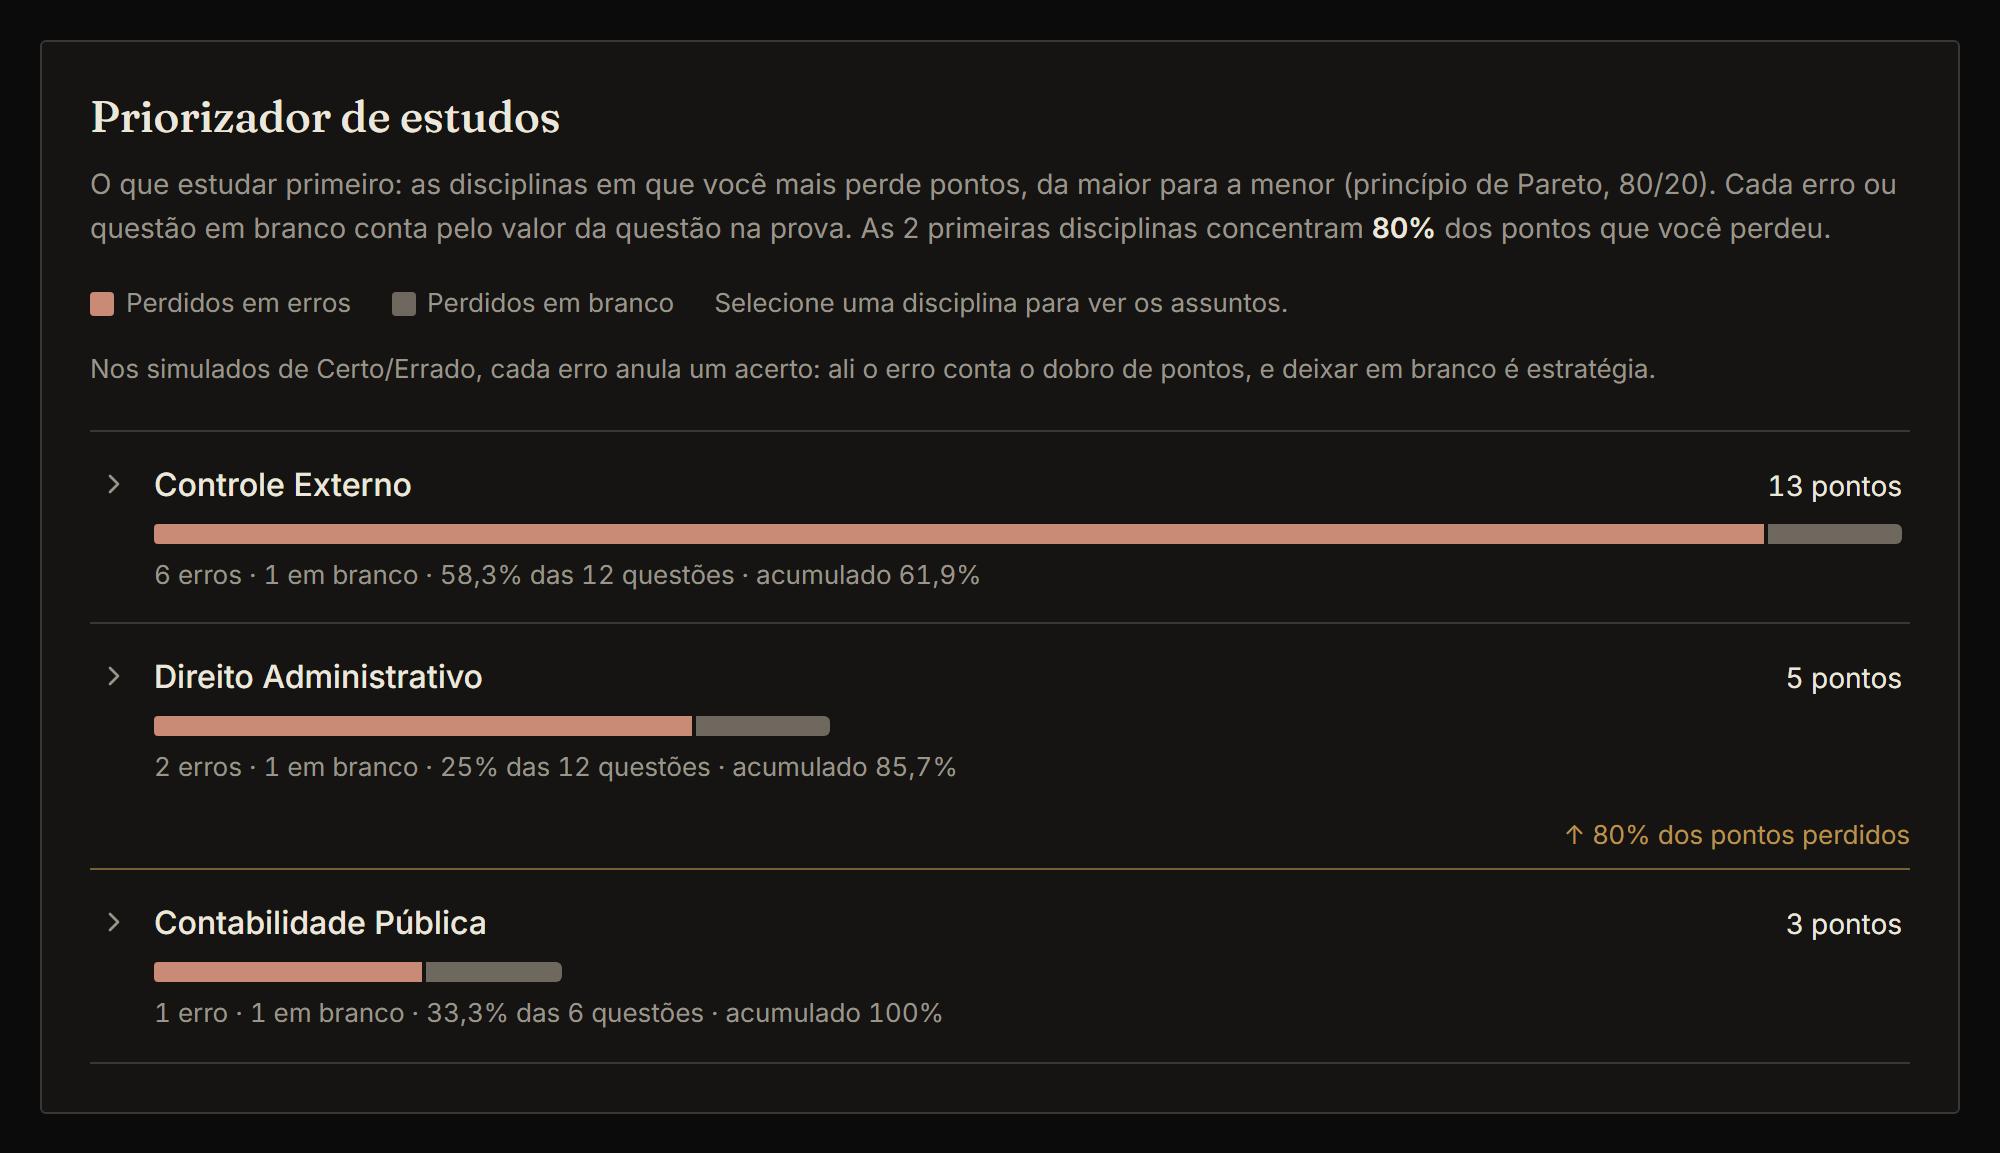 Priorizador de estudos
O que estudar primeiro: as disciplinas em que você mais perde pontos, da maior para a menor (princípio de Pareto, 80/20). Cada erro ou
questão em branco conta pelo valor da questão na prova. As 2 primeiras disciplinas concentram 80% dos pontos que você perdeu.
Perdidos em erros Perdidos em branco Selecione uma disciplina para ver os assuntos.
Nos simulados de Certo/Errado, cada erro anula um acerto: ali o erro conta o dobro de pontos, e deixar em branco é estratégia.
Controle Externo 13 pontos
6 erros · 1 em branco · 58,3% das 12 questões · acumulado 61,9%
Direito Administrativo 5 pontos
2 erros · 1 em branco · 25% das 12 questões · acumulado 85,7%
↑ 80% dos pontos perdidos
Contabilidade Pública 3 pontos
1 erro · 1 em branco · 33,3% das 6 questões · acumulado 100%